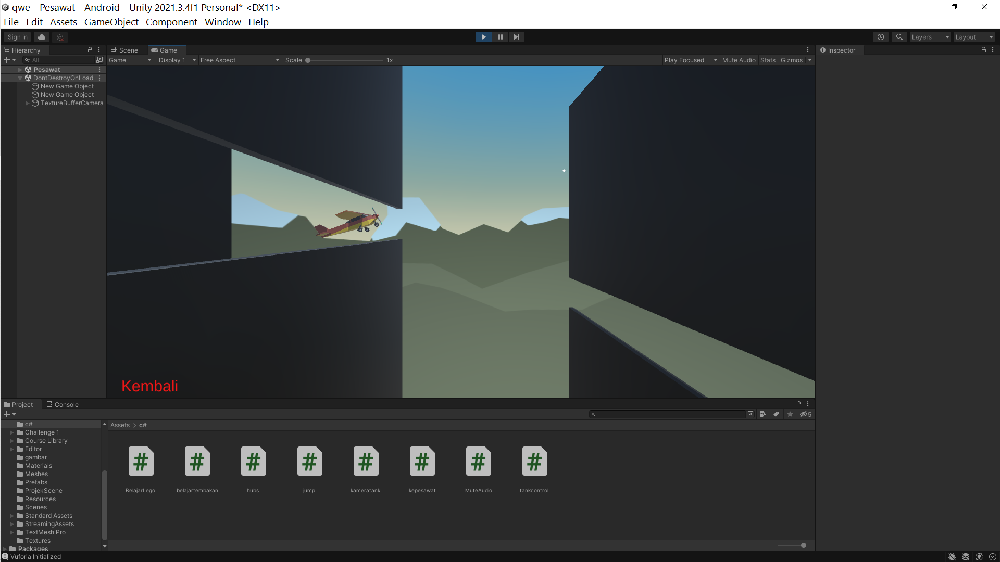 qwe - Pesawat - Android - Unity 2021.3.4f1 Personal* <DX11>
File Edit Assets GameObject Component Window Help
Sign in
Layers
Layout
Hierarchy
Scene
Game
Inspector
All
Game
Display 1
Free Aspect
Scale
1x
Play Focused
Mute Audio
Stats
Gizmos
Pesawat
DontDestroyOnLoad
New Game Object
New Game Object
TextureBufferCamera
Kembali
Project
Console
5
c#
Challenge 1
Course Library
Editor
gambar
Materials
Meshes
Prefabs
ProjekScene
Resources
Scenes
Standard Assets
StreamingAssets
TextMesh Pro
Textures
Packages
Assets > c#
BelajarLego
belajartembakan
hubs
jump
kameratank
kepesawat
MuteAudio
tankcontrol
Vuforia Initialized